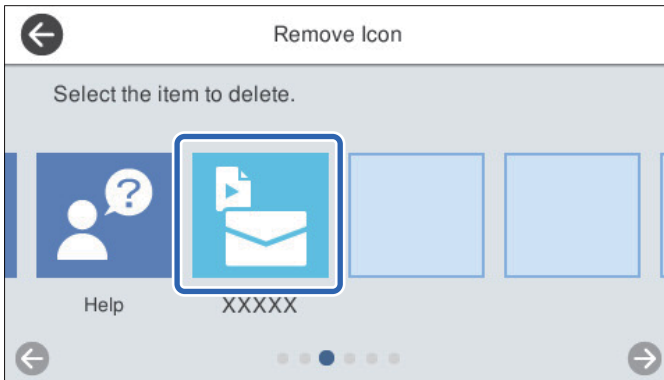 Remove Icon
Select the item to delete.
?
Help
XXXXX